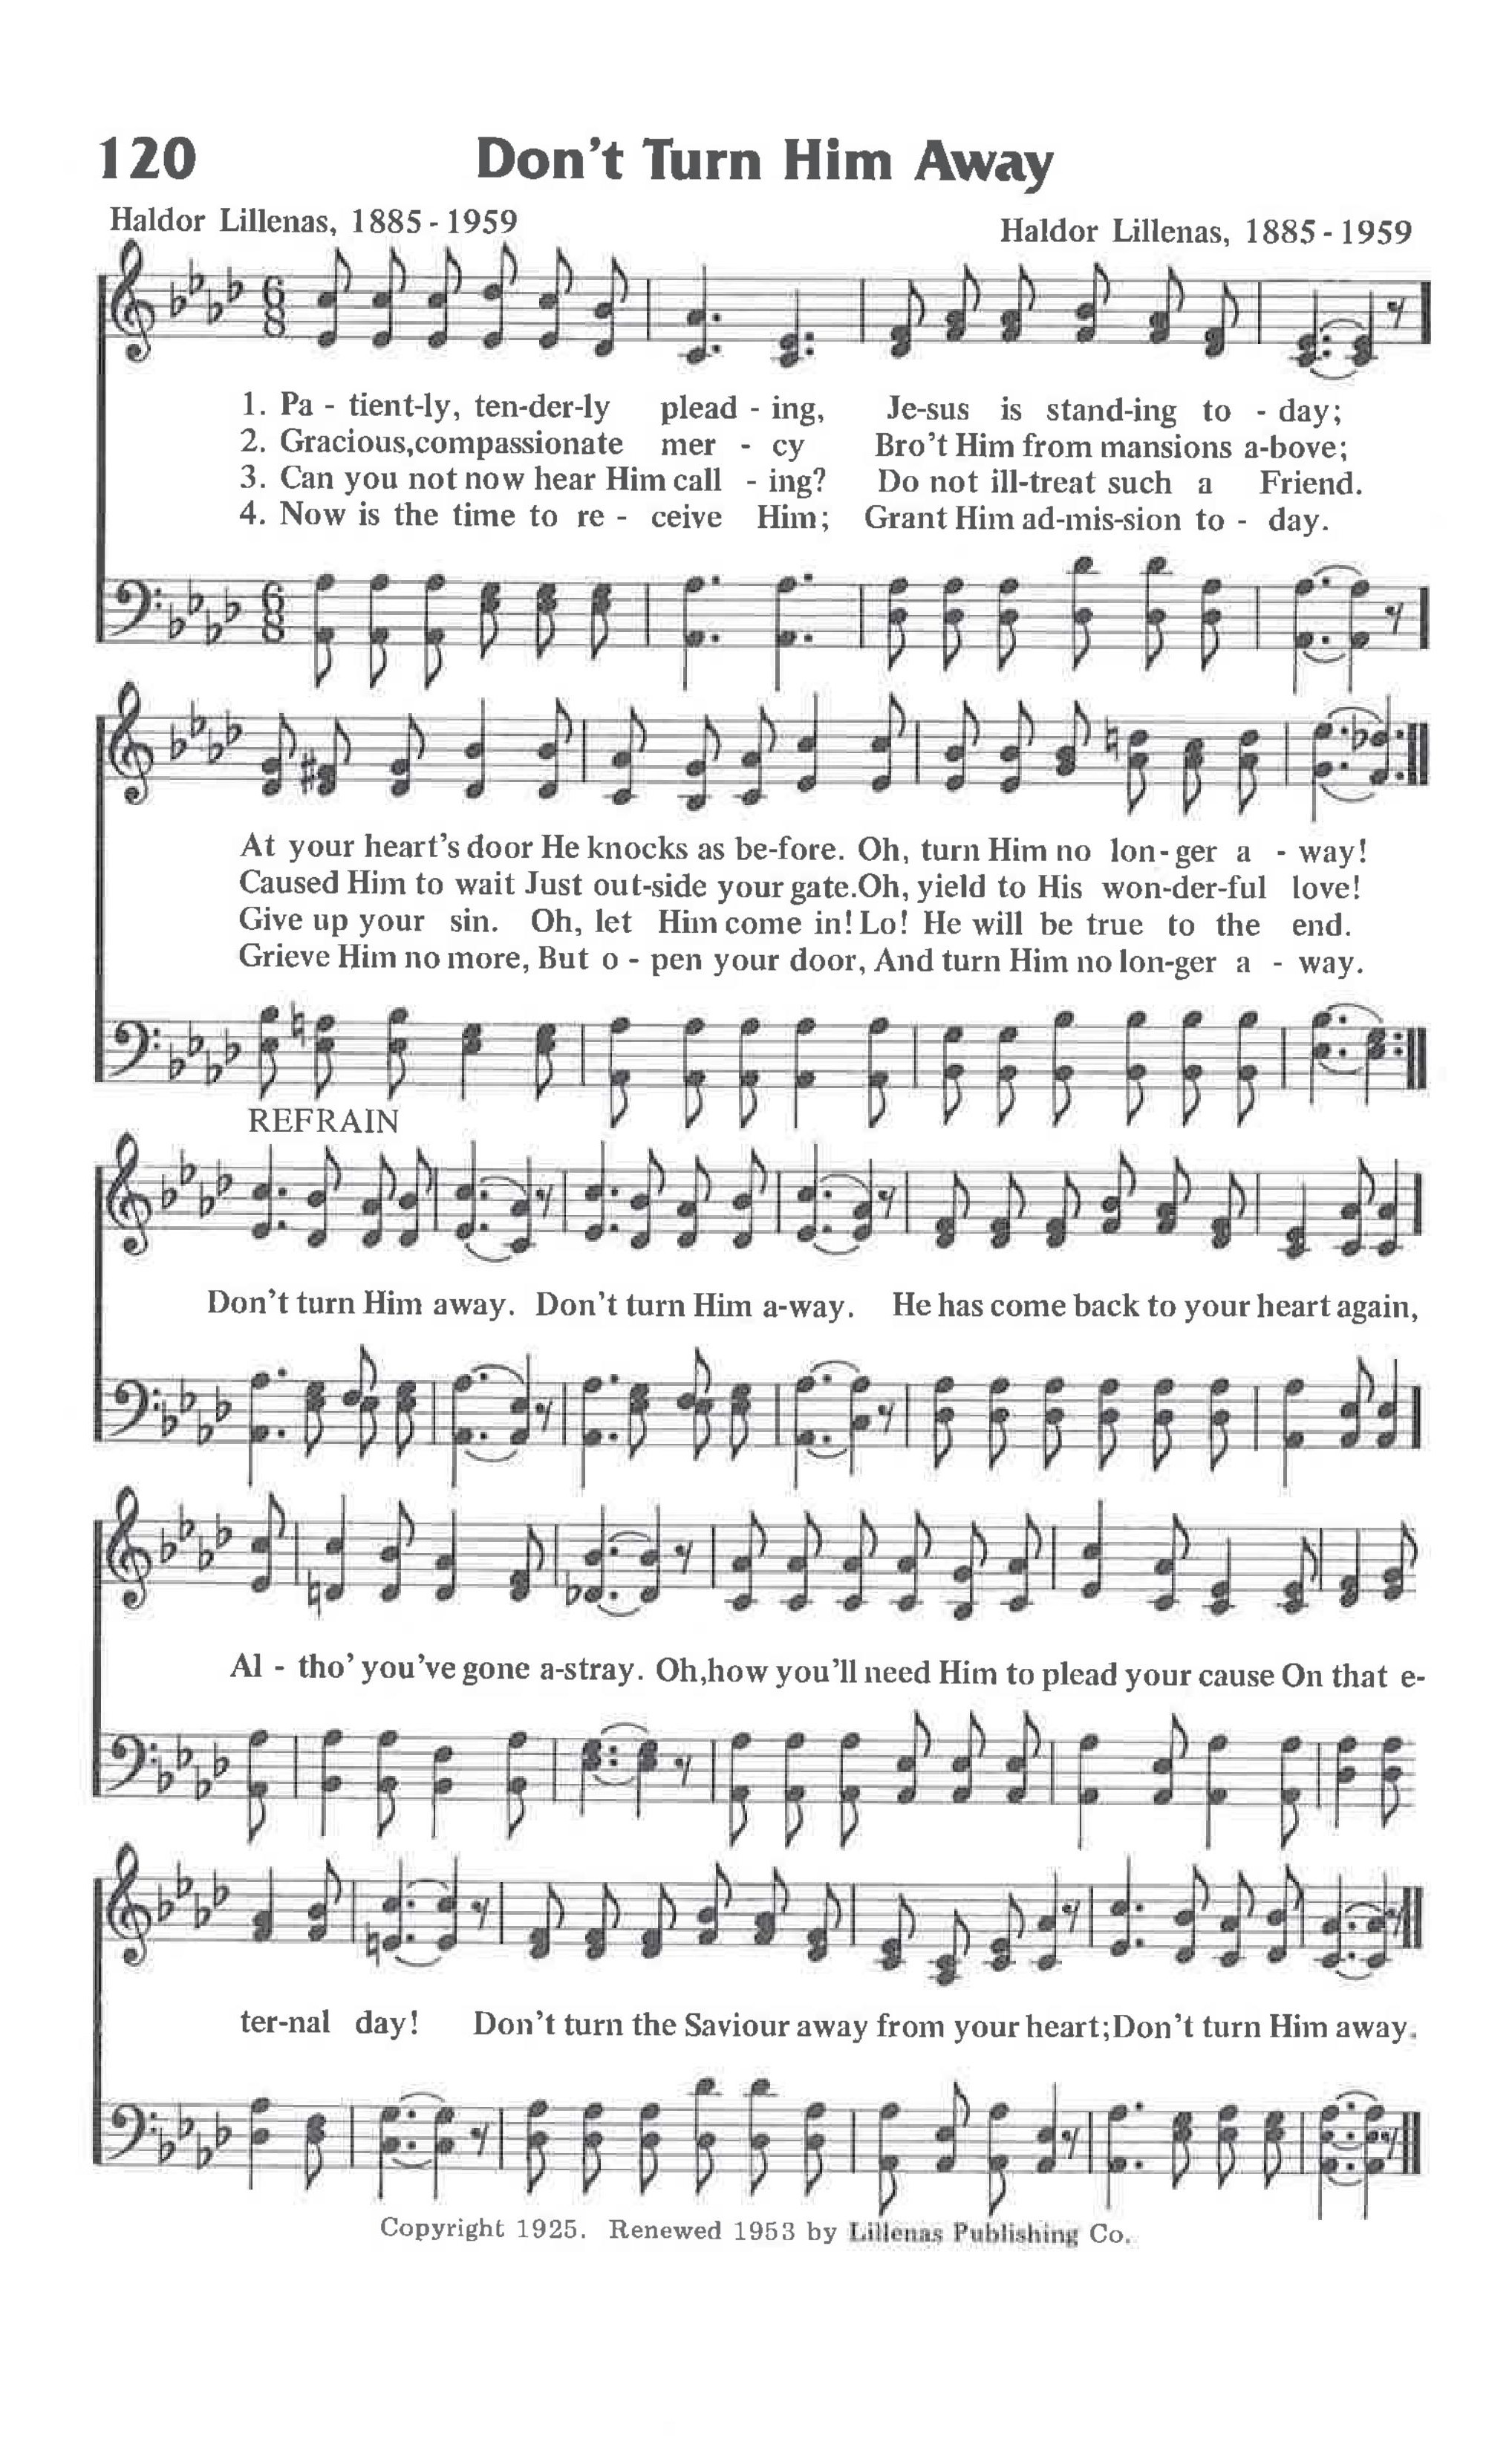 120 Don't Turn Him Away
Haldor Lillenas, 1885-1959
Haldor Lillenas, 1885-1959
1. Pa - tient-ly, ten-der-ly plead - ing, Je-sus is stand-ing to - day;
2. Gracious,compassionate mer - cy Bro't Him from mansions a-bove;
3. Can you not now hear Him call - ing? Do not ill-treat such a Friend.
4. Now is the time to re - ceive Him; Grant Him ad-mis-sion to - day.
At your heart's door He knocks as be-fore. Oh, turn Him no lon-ger a - way!
Caused Him to wait Just out-side your gate.Oh, yield to His won-der-ful love!
Give up your sin. Oh, let Him come in! Lo! He will be true to the end.
Grieve Him no more, But o - pen your door, And turn Him no lon-ger a - way.
REFRAIN
Don't turn Him away. Don't turn Him a-way. He has come back to your heart again,
Al - tho' you've gone a-stray. Oh,how you'll need Him to plead your cause On that e-
ter-nal day! Don't turn the Saviour away from your heart;Don't turn Him away.
Copyright 1925. Renewed 1953 by Lillenas Publishing Co.